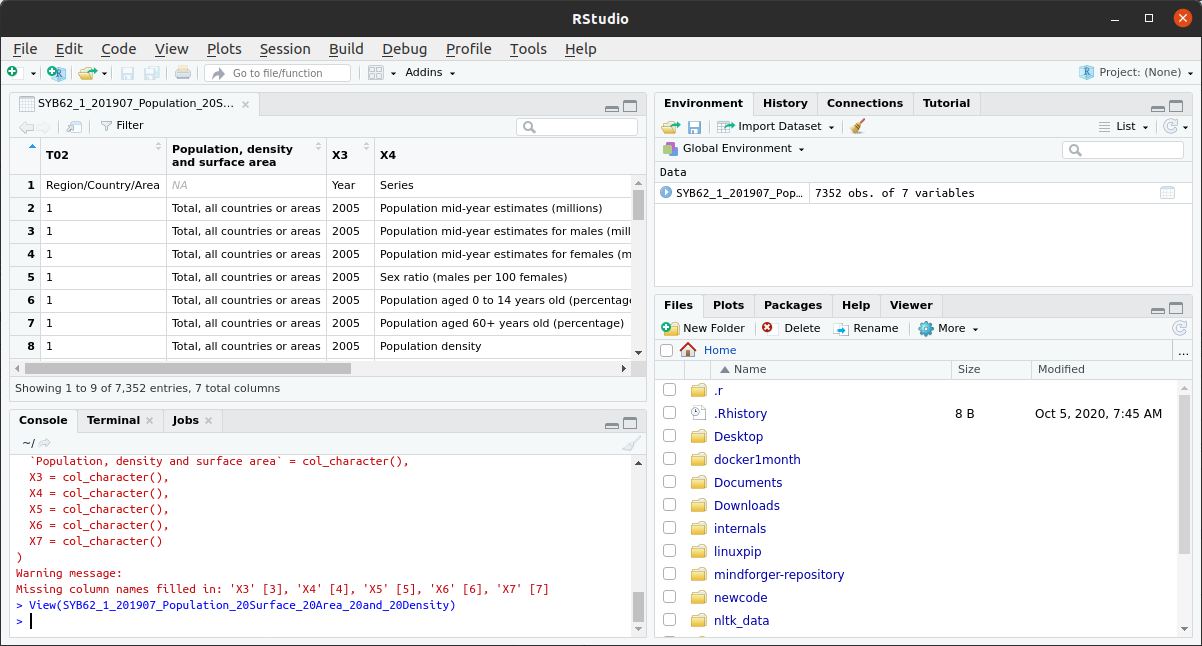 RStudio
File Edit Code View Plots Session Build Debug Profile Tools Help
Go to file/function Addins Project: (None)
SYB62_1_201907_Population_20S...
Filter
T02 Population, density and surface area X3 X4
1 Region/Country/Area NA Year Series
2 1 Total, all countries or areas 2005 Population mid-year estimates (millions)
3 1 Total, all countries or areas 2005 Population mid-year estimates for males (mill
4 1 Total, all countries or areas 2005 Population mid-year estimates for females (m
5 1 Total, all countries or areas 2005 Sex ratio (males per 100 females)
6 1 Total, all countries or areas 2005 Population aged 0 to 14 years old (percentage
7 1 Total, all countries or areas 2005 Population aged 60+ years old (percentage)
8 1 Total, all countries or areas 2005 Population density
Showing 1 to 9 of 7,352 entries, 7 total columns
Console Terminal Jobs
~/
`Population, density and surface area` = col_character(),
X3 = col_character(),
X4 = col_character(),
X5 = col_character(),
X6 = col_character(),
X7 = col_character()
)
Warning message:
Missing column names filled in: 'X3' [3], 'X4' [4], 'X5' [5], 'X6' [6], 'X7' [7]
> View(SYB62_1_201907_Population_20Surface_20Area_20and_20Density)
>
Environment History Connections Tutorial
Import Dataset List
Global Environment
Data
SYB62_1_201907_Pop... 7352 obs. of 7 variables
Files Plots Packages Help Viewer
New Folder Delete Rename More
Home ...
Name Size Modified
.r
.Rhistory 8 B Oct 5, 2020, 7:45 AM
Desktop
docker1month
Documents
Downloads
internals
linuxpip
mindforger-repository
newcode
nltk_data